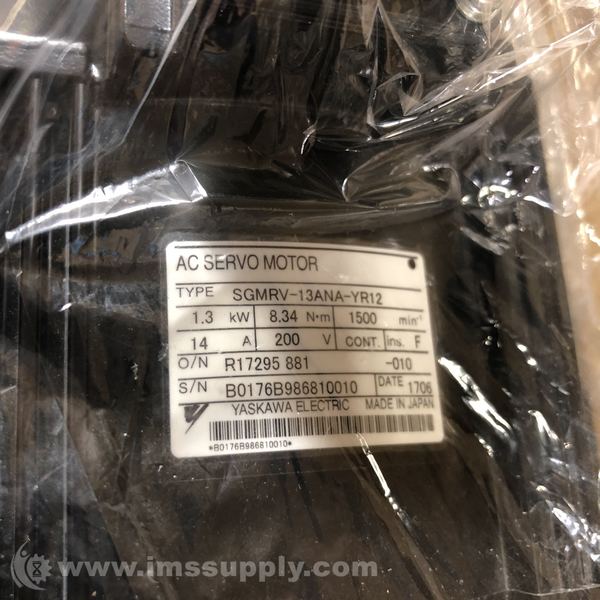 AC SERVO MOTOR
TYPE SGMRV-13ANA-YR12
1.3 kW 8.34 N•m 1500 min⁻¹
14 A 200 V CONT. ins. F
O/N R17295 881 -010
S/N B0176B986810010 DATE 1706
YASKAWA ELECTRIC MADE IN JAPAN
*B0176B986810010*
www.imssupply.com